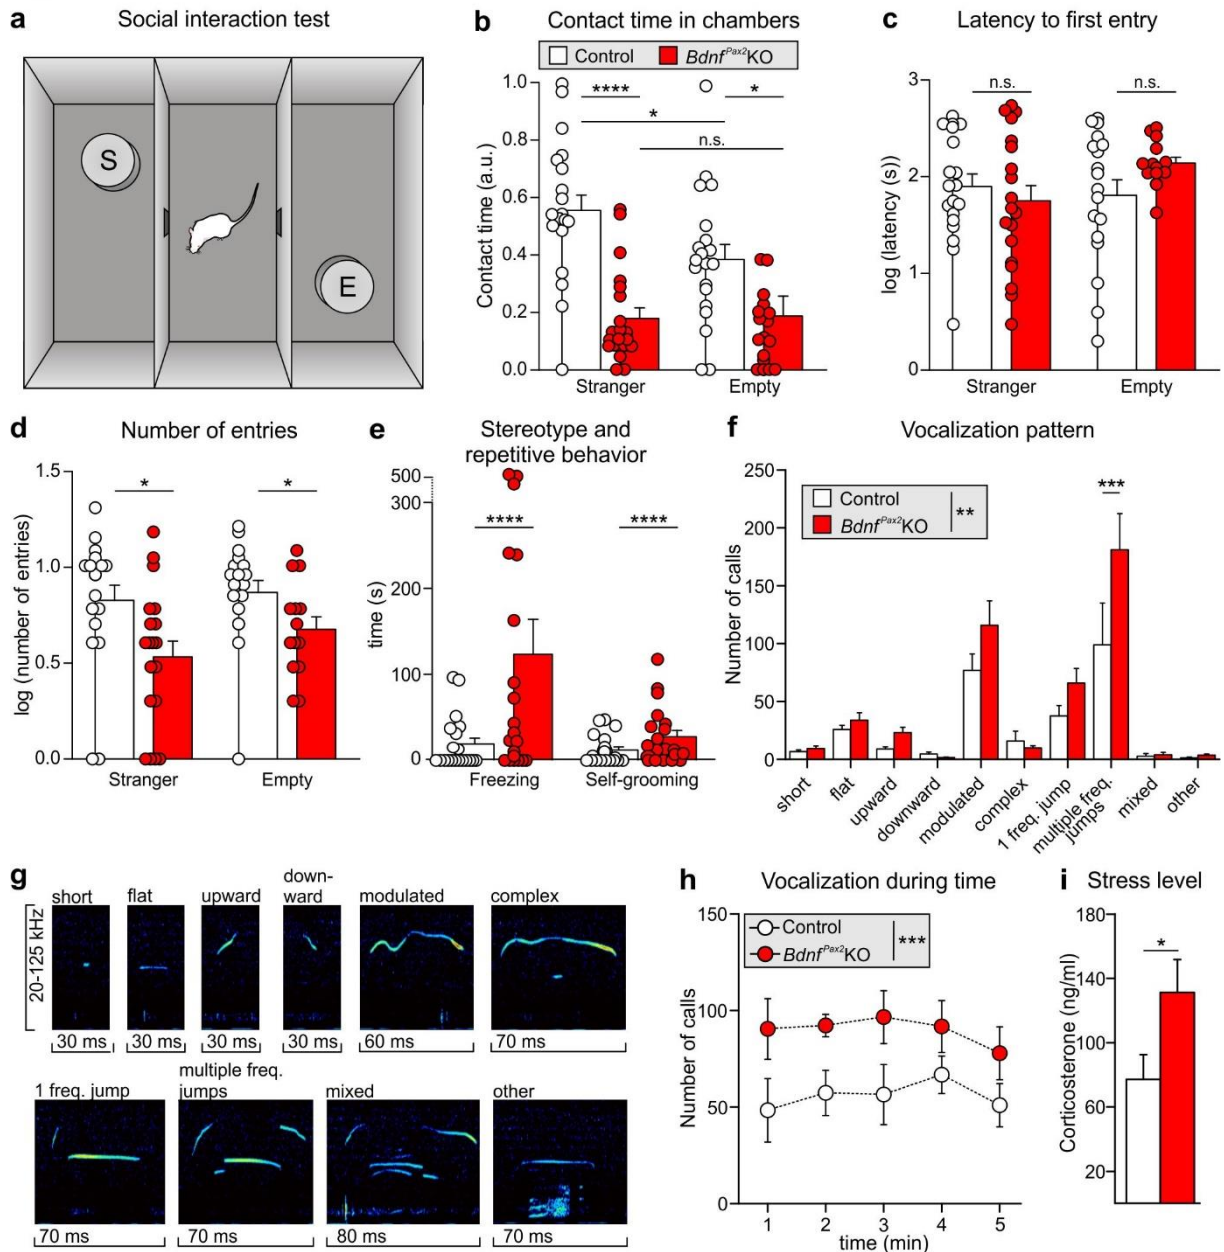 a Social interaction test
S
E
b Contact time in chambers
Control Bdnf^Pax2KO
Contact time (a.u.)
1.0
0.8
0.6
0.4
0.2
0.0
****
*
*
n.s.
Stranger Empty
c Latency to first entry
log (latency (s))
3
2
1
0
n.s. n.s.
Stranger Empty
d Number of entries
log (number of entries)
1.5
1.0
0.5
0.0
* *
Stranger Empty
e Stereotype and
repetitive behavior
time (s)
500
300
200
100
0
**** ****
Freezing Self-grooming
f Vocalization pattern
Number of calls
250
200
150
100
50
0
Control
Bdnf^Pax2KO
**
***
short
flat
upward
downward
modulated
complex
1 freq. jump
multiple freq.
jumps
mixed
other
g
20-125 kHz
short flat upward down-
ward modulated complex
30 ms 30 ms 30 ms 30 ms 60 ms 70 ms
1 freq. jump multiple freq.
jumps mixed other
70 ms 70 ms 80 ms 70 ms
h Vocalization during time
Number of calls
150
100
50
0
Control
Bdnf^Pax2KO
***
1 2 3 4 5
time (min)
i Stress level
Corticosterone (ng/ml)
180
140
100
60
20
*